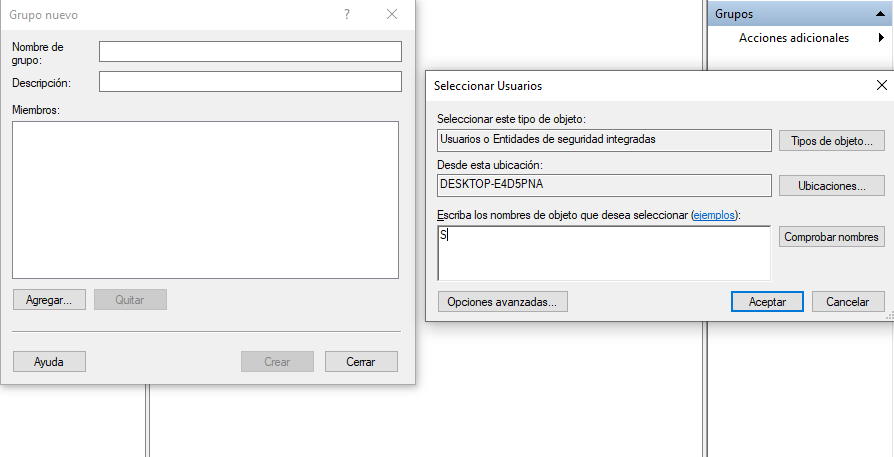 Grupo nuevo
?
Nombre de
grupo:
Descripción:
Miembros:
Agregar...
Quitar
Ayuda
Crear
Cerrar
Grupos
Acciones adicionales
Seleccionar Usuarios
Seleccionar este tipo de objeto:
Usuarios o Entidades de seguridad integradas
Tipos de objeto...
Desde esta ubicación:
DESKTOP-E4D5PNA
Ubicaciones...
Escriba los nombres de objeto que desea seleccionar (ejemplos):
S
Comprobar nombres
Opciones avanzadas...
Aceptar
Cancelar